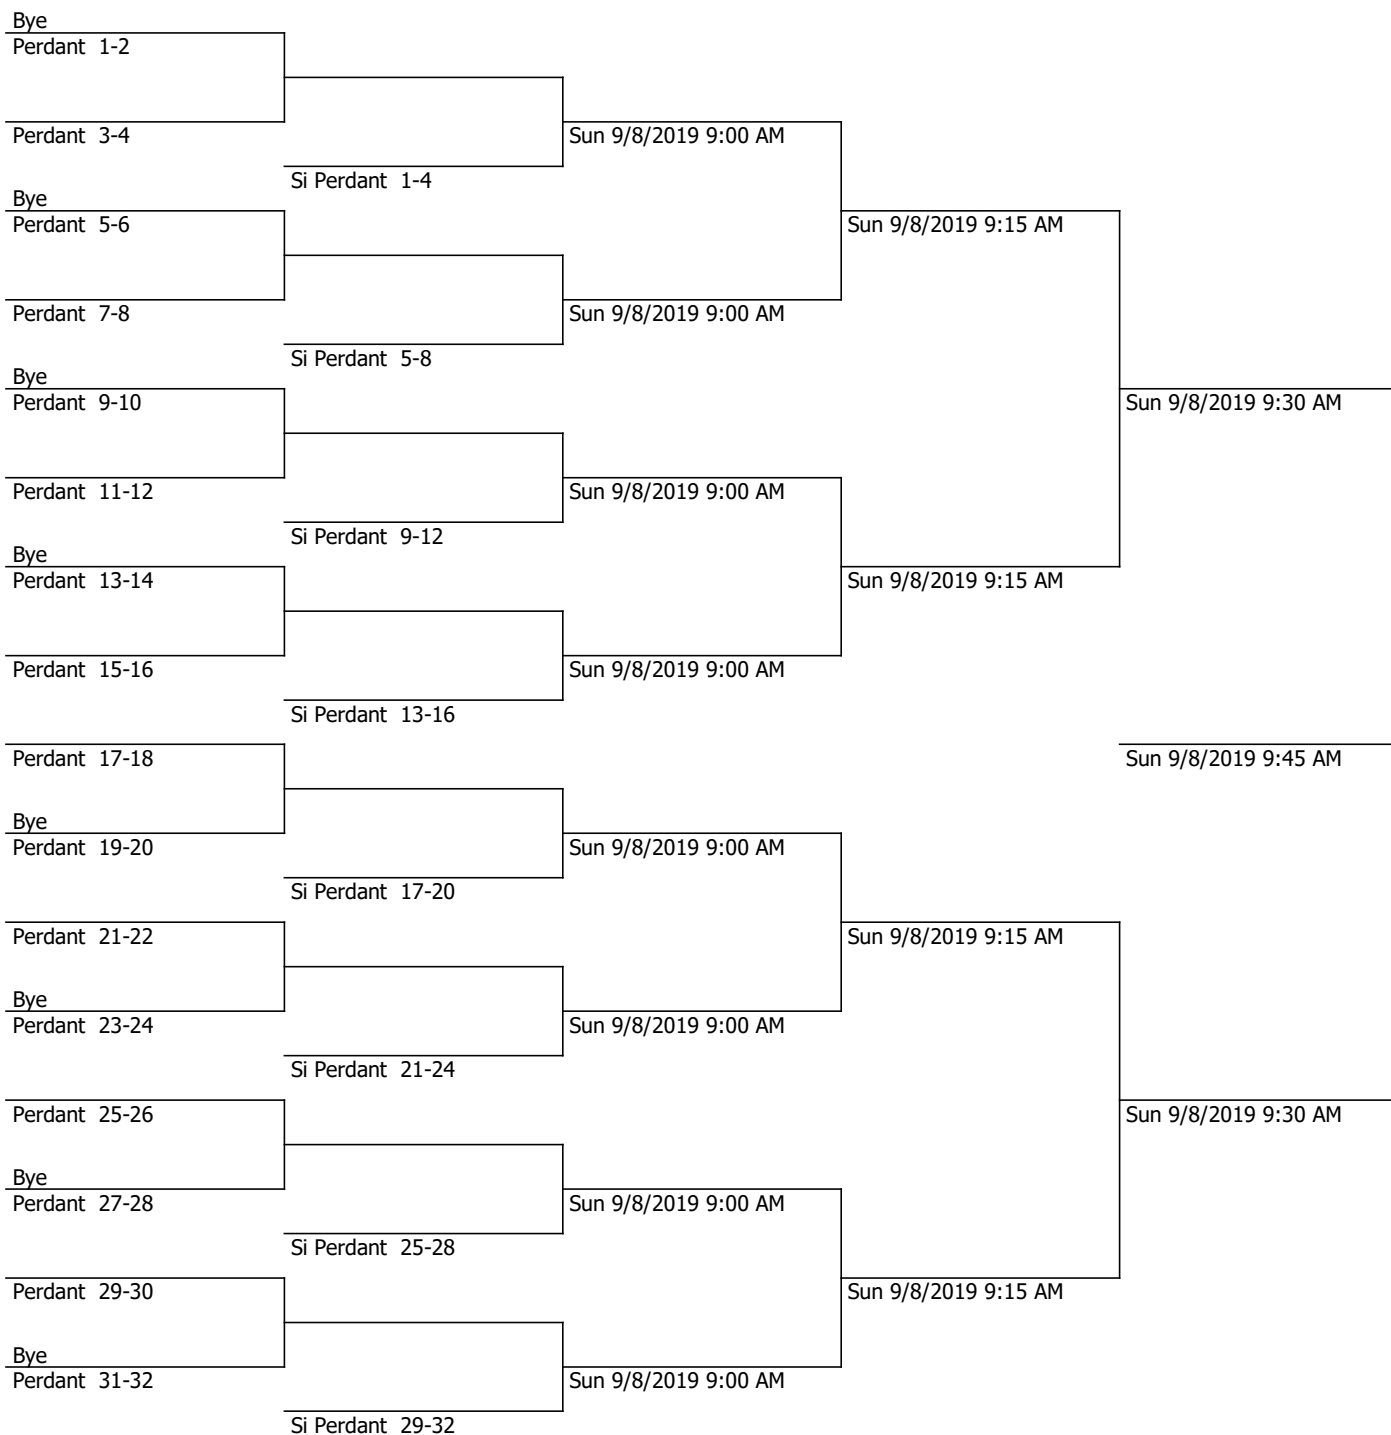 Bye
Perdant 1-2
Perdant 3-4
Sun 9/8/2019 9:00 AM
Si Perdant 1-4
Bye
Perdant 5-6
Sun 9/8/2019 9:15 AM
Perdant 7-8
Sun 9/8/2019 9:00 AM
Si Perdant 5-8
Bye
Perdant 9-10
Sun 9/8/2019 9:30 AM
Perdant 11-12
Sun 9/8/2019 9:00 AM
Si Perdant 9-12
Bye
Perdant 13-14
Sun 9/8/2019 9:15 AM
Perdant 15-16
Sun 9/8/2019 9:00 AM
Si Perdant 13-16
Perdant 17-18
Sun 9/8/2019 9:45 AM
Bye
Perdant 19-20
Sun 9/8/2019 9:00 AM
Si Perdant 17-20
Perdant 21-22
Sun 9/8/2019 9:15 AM
Bye
Perdant 23-24
Sun 9/8/2019 9:00 AM
Si Perdant 21-24
Perdant 25-26
Sun 9/8/2019 9:30 AM
Bye
Perdant 27-28
Sun 9/8/2019 9:00 AM
Si Perdant 25-28
Perdant 29-30
Sun 9/8/2019 9:15 AM
Bye
Perdant 31-32
Sun 9/8/2019 9:00 AM
Si Perdant 29-32